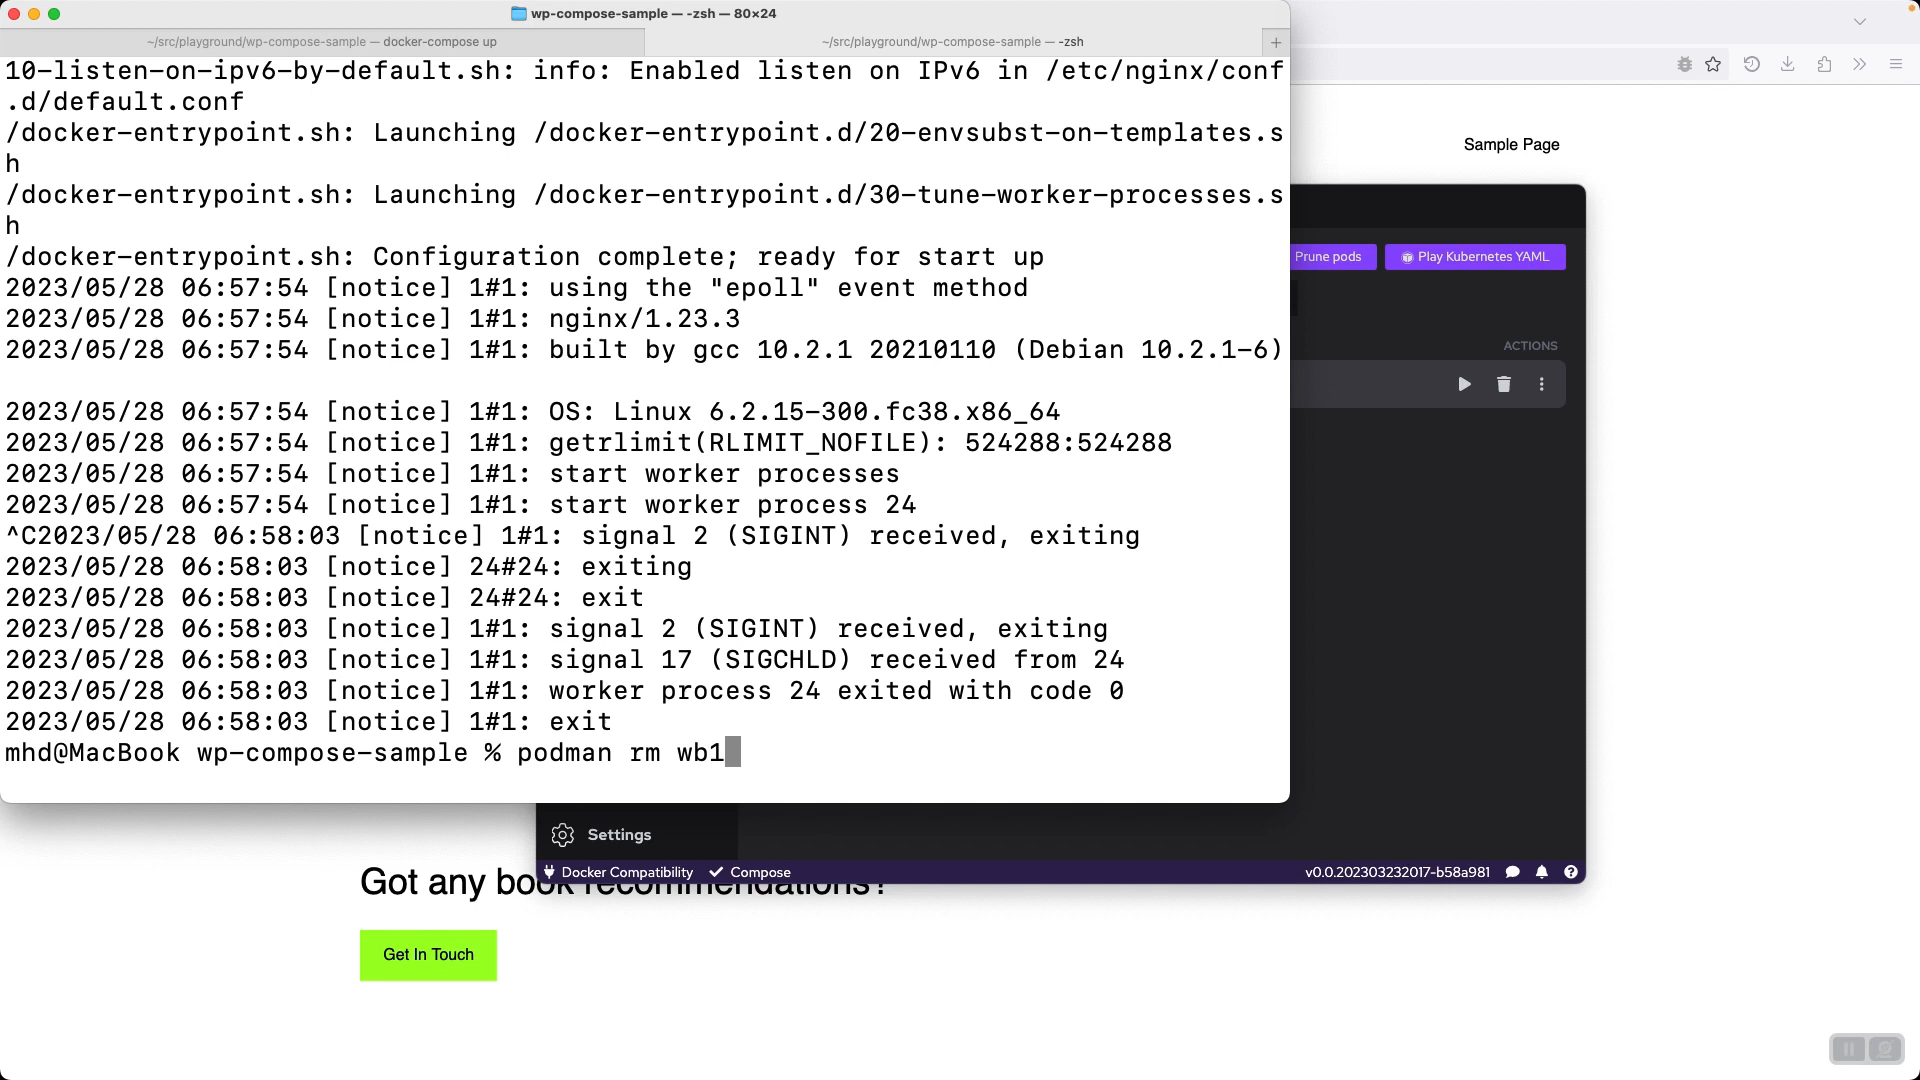 wp-compose-sample — -zsh — 80×24
~/src/playground/wp-compose-sample — docker-compose up
~/src/playground/wp-compose-sample — -zsh
10-listen-on-ipv6-by-default.sh: info: Enabled listen on IPv6 in /etc/nginx/conf
.d/default.conf
/docker-entrypoint.sh: Launching /docker-entrypoint.d/20-envsubst-on-templates.s
h
/docker-entrypoint.sh: Launching /docker-entrypoint.d/30-tune-worker-processes.s
h
/docker-entrypoint.sh: Configuration complete; ready for start up
2023/05/28 06:57:54 [notice] 1#1: using the "epoll" event method
2023/05/28 06:57:54 [notice] 1#1: nginx/1.23.3
2023/05/28 06:57:54 [notice] 1#1: built by gcc 10.2.1 20210110 (Debian 10.2.1-6)
2023/05/28 06:57:54 [notice] 1#1: OS: Linux 6.2.15-300.fc38.x86_64
2023/05/28 06:57:54 [notice] 1#1: getrlimit(RLIMIT_NOFILE): 524288:524288
2023/05/28 06:57:54 [notice] 1#1: start worker processes
2023/05/28 06:57:54 [notice] 1#1: start worker process 24
^C2023/05/28 06:58:03 [notice] 1#1: signal 2 (SIGINT) received, exiting
2023/05/28 06:58:03 [notice] 24#24: exiting
2023/05/28 06:58:03 [notice] 24#24: exit
2023/05/28 06:58:03 [notice] 1#1: signal 2 (SIGINT) received, exiting
2023/05/28 06:58:03 [notice] 1#1: signal 17 (SIGCHLD) received from 24
2023/05/28 06:58:03 [notice] 1#1: worker process 24 exited with code 0
2023/05/28 06:58:03 [notice] 1#1: exit
mhd@MacBook wp-compose-sample % podman rm wb1
Sample Page
Prune pods
Play Kubernetes YAML
ACTIONS
Settings
Docker Compatibility
Compose
v0.0.202303232017-b58a981
Got any book recommendations?
Get In Touch